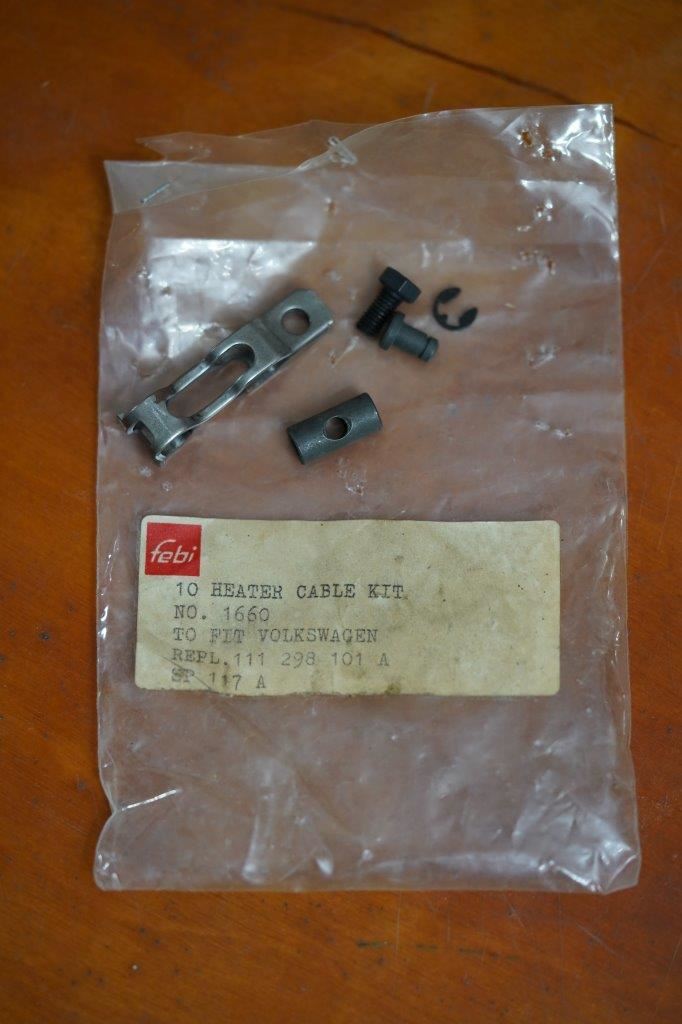 febi
10 HEATER CABLE KIT
NO. 1660
TO FIT VOLKSWAGEN
REPL. 111 298 101 A
SP 117 A